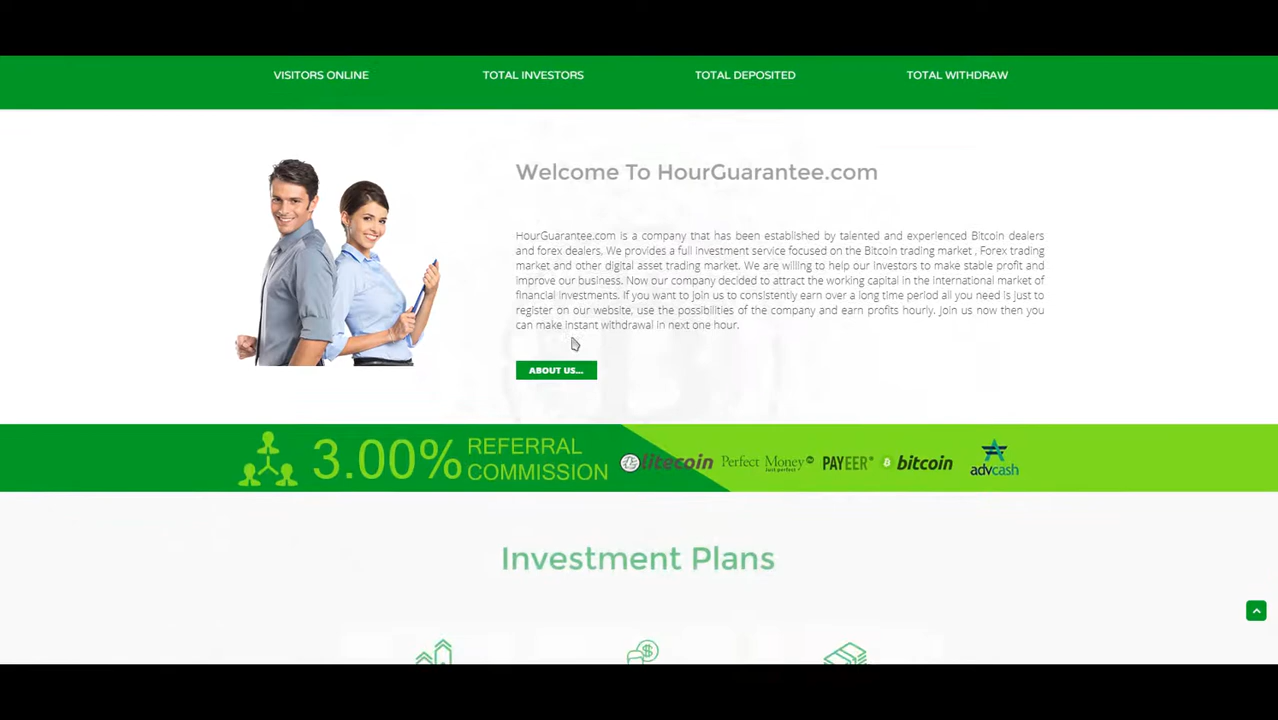 VISITORS ONLINE TOTAL INVESTORS TOTAL DEPOSITED TOTAL WITHDRAW
Welcome To HourGuarantee.com
HourGuarantee.com is a company that has been established by talented and experienced Bitcoin dealers
and forex dealers, We provides a full investment service focused on the Bitcoin trading market , Forex trading
market and other digital asset trading market. We are willing to help our investors to make stable profit and
improve our business. Now our company decided to attract the working capital in the international market of
financial investments. If you want to join us to consistently earn over a long time period all you need is just to
register on our website, use the possibilities of the company and earn profits hourly. Join us now then you
can make instant withdrawal in next one hour.
ABOUT US...
3.00% REFERRAL COMMISSION
litecoin Perfect Money just perfect PAYEER bitcoin advcash
Investment Plans